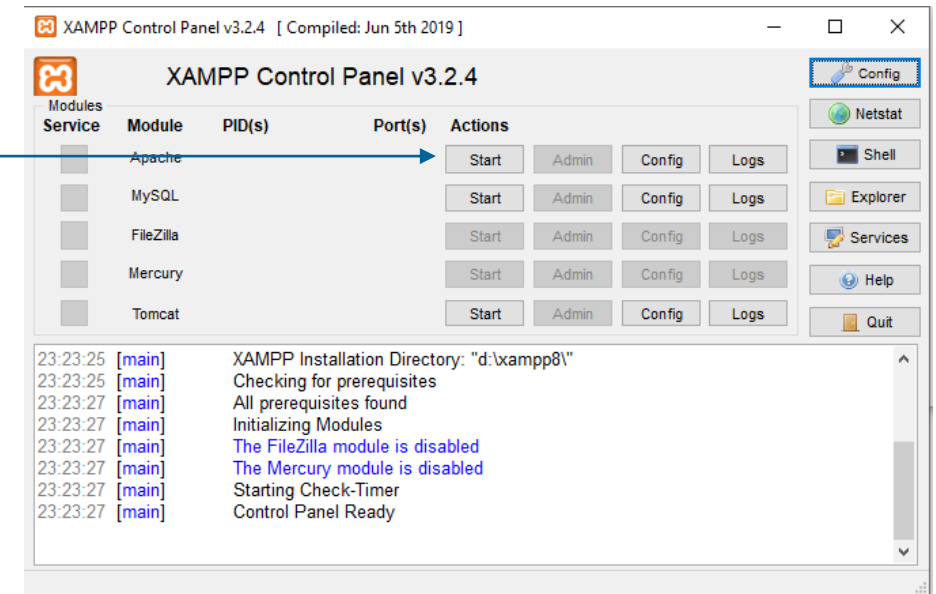 XAMPP Control Panel v3.2.4 [ Compiled: Jun 5th 2019 ]
XAMPP Control Panel v3.2.4
Config
Modules
Service Module PID(s) Port(s) Actions
Netstat
Apache Start Admin Config Logs
Shell
MySQL Start Admin Config Logs
Explorer
FileZilla Start Admin Config Logs
Services
Mercury Start Admin Config Logs
Help
Tomcat Start Admin Config Logs
Quit
23:23:25 [main] XAMPP Installation Directory: "d:\xampp8\"
23:23:25 [main] Checking for prerequisites
23:23:27 [main] All prerequisites found
23:23:27 [main] Initializing Modules
23:23:27 [main] The FileZilla module is disabled
23:23:27 [main] The Mercury module is disabled
23:23:27 [main] Starting Check-Timer
23:23:27 [main] Control Panel Ready